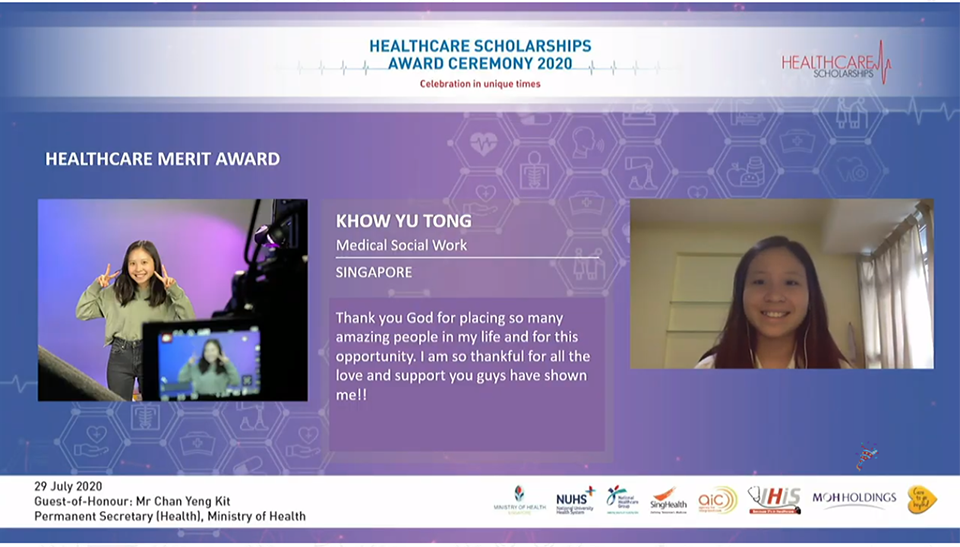 HEALTHCARE SCHOLARSHIPS
AWARD CEREMONY 2020
Celebration in unique times
HEALTHCARE
SCHOLARSHIPS
HEALTHCARE MERIT AWARD
KHOW YU TONG
Medical Social Work
SINGAPORE
Thank you God for placing so many
amazing people in my life and for this
opportunity. I am so thankful for all the
love and support you guys have shown
me!!
29 July 2020
Guest-of-Honour: Mr Chan Yeng Kit
Permanent Secretary (Health), Ministry of Health
MINISTRY OF HEALTH
SINGAPORE
NUHS
National University
Health System
National
Healthcare
Group
SingHealth
aic
IHiS
MOH HOLDINGS